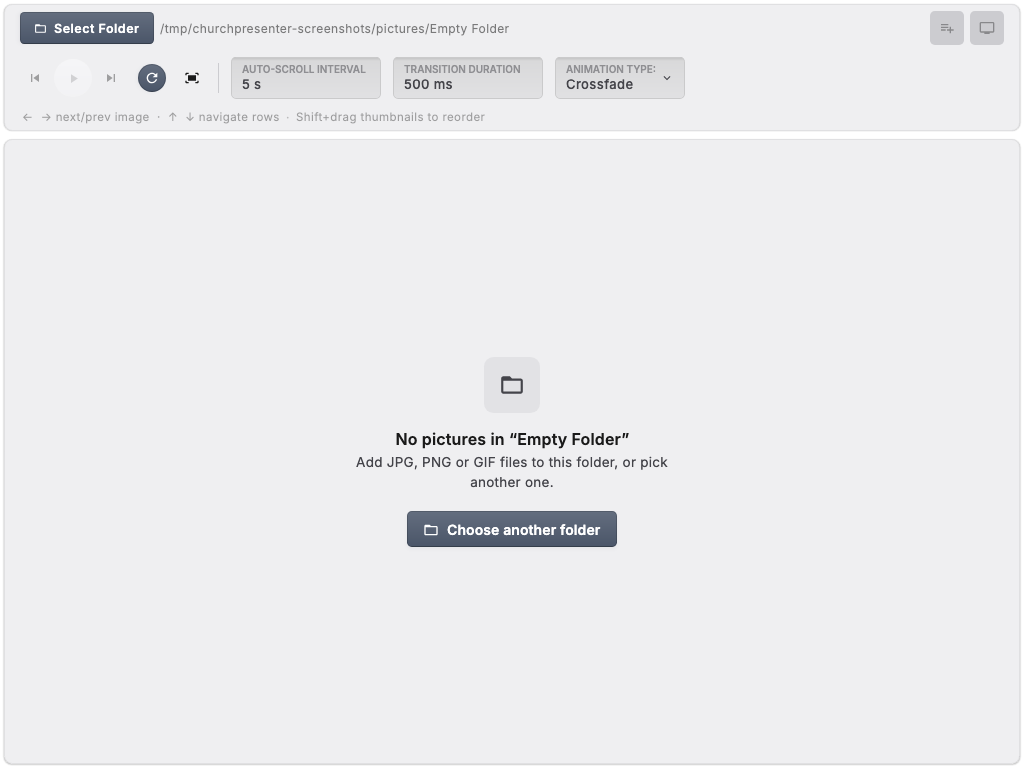 Select Folder
/tmp/churchpresenter-screenshots/pictures/Empty Folder
AUTO-SCROLL INTERVAL
5 s
TRANSITION DURATION
500 ms
ANIMATION TYPE:
Crossfade
← → next/prev image · ↑ ↓ navigate rows · Shift+drag thumbnails to reorder
No pictures in “Empty Folder”
Add JPG, PNG or GIF files to this folder, or pick
another one.
Choose another folder